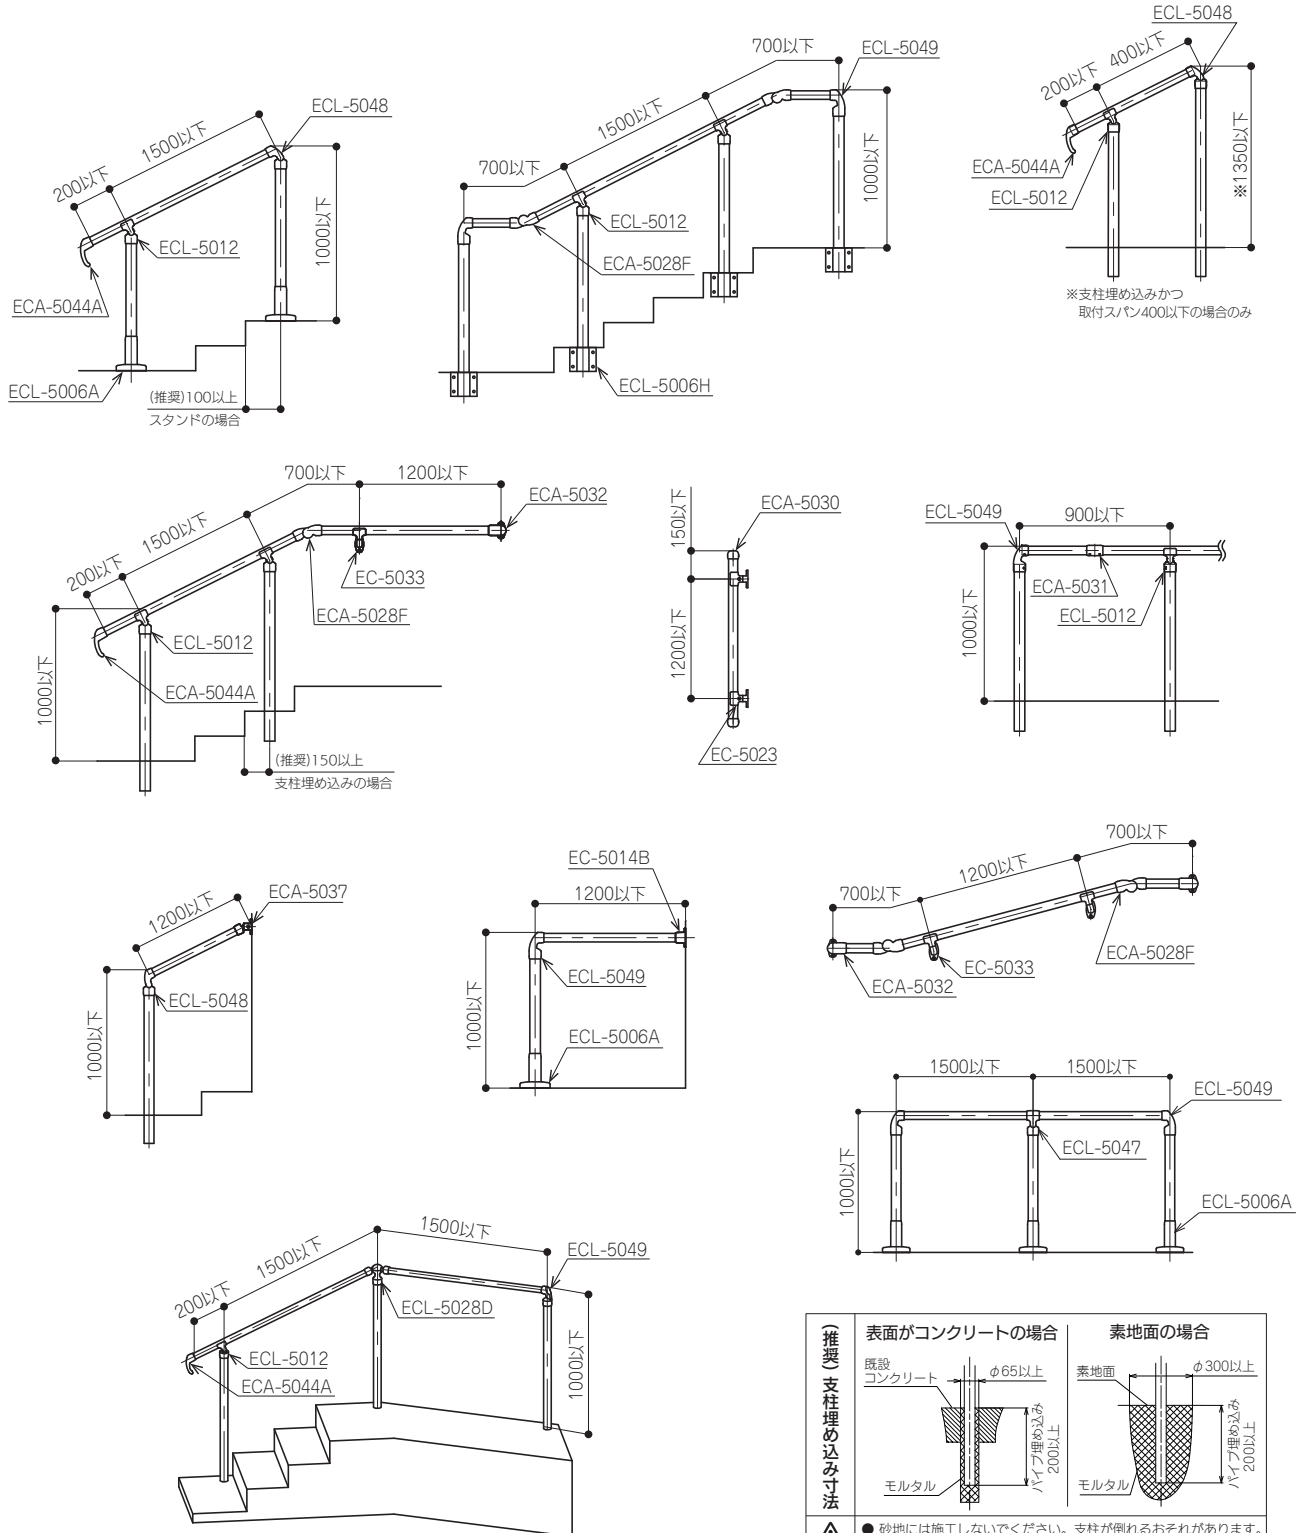 ECL-5048
1500以下
200以下
1000以下
ECL-5012
ECA-5044A
ECL-5006A
(推奨)100以上
スタンドの場合
700以下
ECL-5049
1500以下
700以下
1000以下
ECL-5012
ECA-5028F
ECL-5006H
ECL-5048
400以下
200以下
※1350以下
ECA-5044A
ECL-5012
※支柱埋め込みかつ
取付スパン400以下の場合のみ
700以下
1200以下
ECA-5032
1500以下
200以下
EC-5033
ECA-5028F
ECL-5012
ECA-5044A
1000以下
(推奨)150以上
支柱埋め込みの場合
150以下
ECA-5030
1200以下
EC-5023
ECL-5049
900以下
ECA-5031
ECL-5012
1000以下
1200以下
ECA-5037
ECL-5048
1000以下
EC-5014B
1200以下
ECL-5049
1000以下
ECL-5006A
700以下
1200以下
700以下
ECA-5028F
EC-5033
ECA-5032
1500以下
1500以下
ECL-5049
ECL-5047
1000以下
ECL-5006A
1500以下
1500以下
ECL-5049
200以下
ECL-5028D
ECL-5012
ECA-5044A
1000以下
(推奨)支柱埋め込み寸法
表面がコンクリートの場合
既設
コンクリート
φ65以上
パイプ埋め込み
200以上
モルタル
素地面の場合
素地面
φ300以上
パイプ埋め込み
200以上
モルタル
●砂地には施工しないでください。支柱が倒れるおそれがあります。